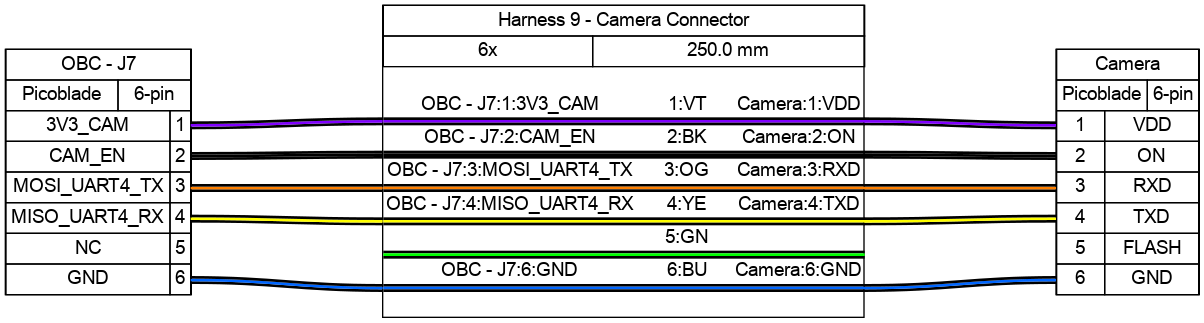 Harness 9 - Camera Connector
6x 250.0 mm
OBC - J7
Picoblade 6-pin
3V3_CAM 1
CAM_EN 2
MOSI_UART4_TX 3
MISO_UART4_RX 4
NC 5
GND 6
OBC - J7:1:3V3_CAM 1:VT Camera:1:VDD
OBC - J7:2:CAM_EN 2:BK Camera:2:ON
OBC - J7:3:MOSI_UART4_TX 3:OG Camera:3:RXD
OBC - J7:4:MISO_UART4_RX 4:YE Camera:4:TXD
5:GN
OBC - J7:6:GND 6:BU Camera:6:GND
Camera
Picoblade 6-pin
1 VDD
2 ON
3 RXD
4 TXD
5 FLASH
6 GND